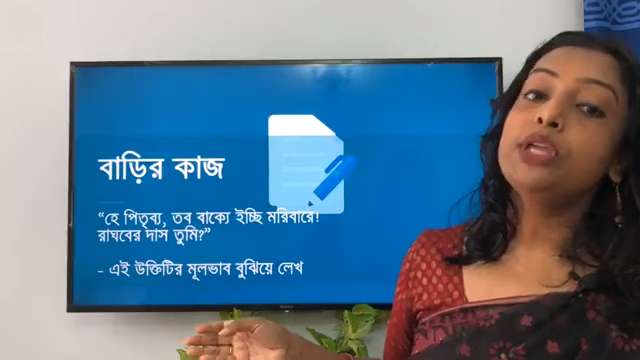 বাড়ির কাজ
“হে পিতৃব্য, তব বাক্যে ইচ্ছি মরিবারে!
রাঘবের দাস তুমি?”
- এই উক্তিটির মূলভাব বুঝিয়ে লেখ